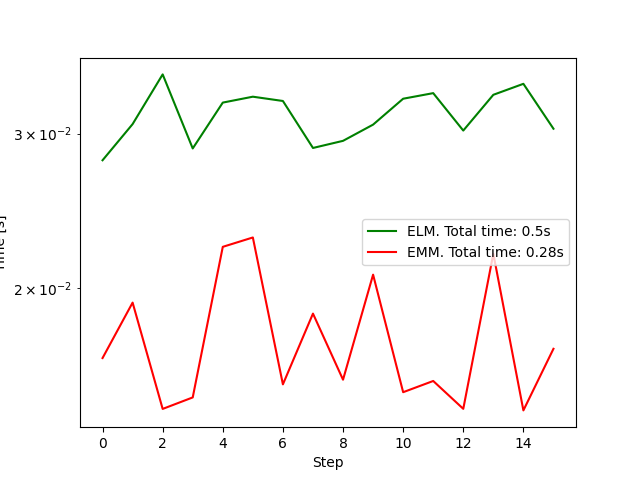 3 × 10⁻²
2 × 10⁻²
Time [s]
ELM. Total time: 0.5s
EMM. Total time: 0.28s
0 2 4 6 8 10 12 14
Step